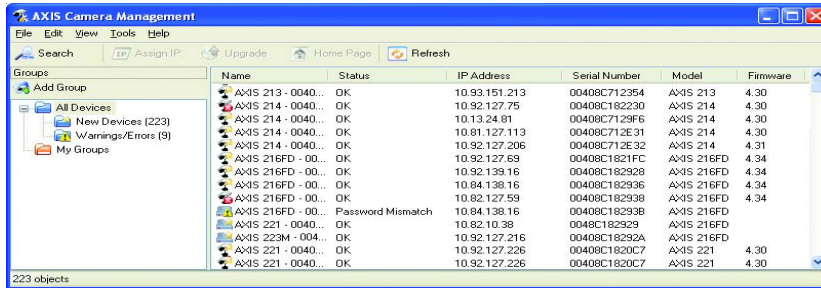 AXIS Camera Management
File Edit View Tools Help
Search Assign IP Upgrade Home Page Refresh
Groups
Add Group
All Devices
New Devices (223)
Warnings/Errors (9)
My Groups
Name Status IP Address Serial Number Model Firmware
AXIS 213 - 0040... OK 10.93.151.213 00408C712354 AXIS 213 4.30
AXIS 214 - 0040... OK 10.92.127.75 00408C182230 AXIS 214 4.30
AXIS 214 - 0040... OK 10.13.24.81 00408C7129F6 AXIS 214 4.30
AXIS 214 - 0040... OK 10.81.127.113 00408C712E31 AXIS 214 4.30
AXIS 214 - 0040... OK 10.92.127.206 00408C712E32 AXIS 214 4.31
AXIS 216FD - 00... OK 10.92.127.69 00408C1821FC AXIS 216FD 4.34
AXIS 216FD - 00... OK 10.92.139.16 00408C182928 AXIS 216FD 4.34
AXIS 216FD - 00... OK 10.84.138.16 00408C182936 AXIS 216FD 4.34
AXIS 216FD - 00... OK 10.82.127.59 00408C182938 AXIS 216FD 4.34
AXIS 216FD - 00... Password Mismatch 10.84.138.16 00408C18293B AXIS 216FD
AXIS 221 - 0040... OK 10.82.10.38 0048C182929 AXIS 216FD
AXIS 223M - 004... OK 10.92.127.216 00408C18292A AXIS 216FD
AXIS 221 - 0040... OK 10.92.127.226 00408C1820C7 AXIS 221 4.30
AXIS 221 - 0040... OK 10.92.127.226 00408C1820C7 AXIS 221 4.30
223 objects